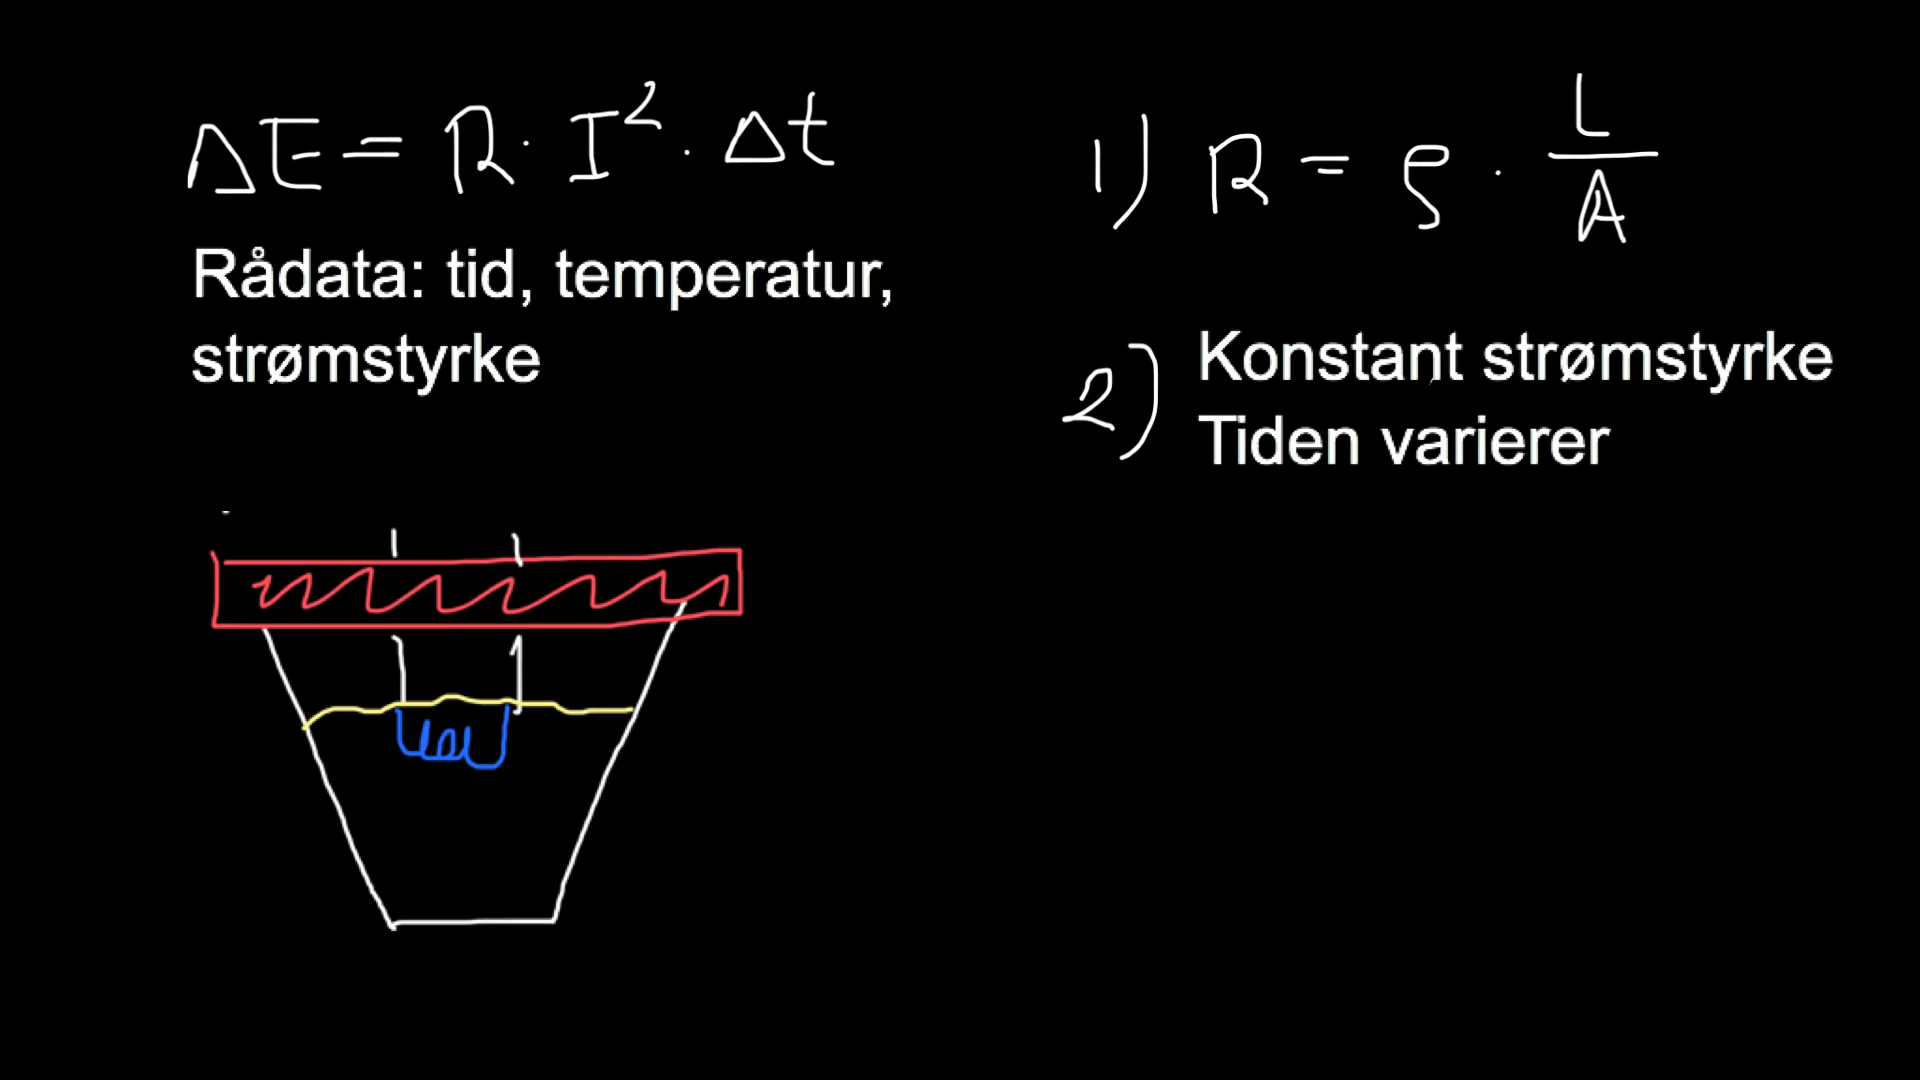 ΔE = R · I² · Δt
Rådata: tid, temperatur,
strømstyrke
1) R = ρ · L/A
2) Konstant strømstyrke
Tiden varierer